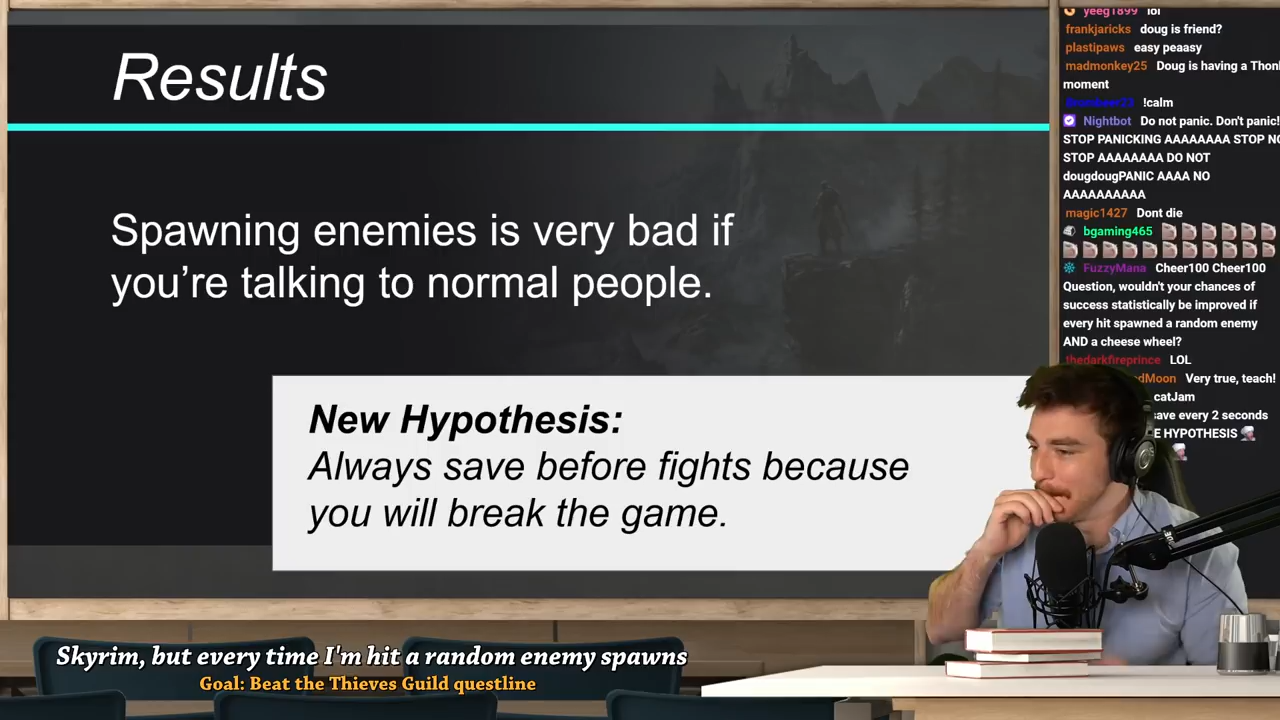 Results
Spawning enemies is very bad if
you’re talking to normal people.
New Hypothesis:
Always save before fights because
you will break the game.
Skyrim, but every time I'm hit a random enemy spawns
Goal: Beat the Thieves Guild questline
yeeg1899 lol
frankjaricks doug is friend?
plastipaws easy peaasy
madmonkey25 Doug is having a Thonk
moment
!calm
Nightbot Do not panic. Don't panic!
STOP PANICKING AAAAAAAA STOP NO
STOP AAAAAAAA DO NOT
dougdougPANIC AAAA NO
AAAAAAAAAA
magic1427 Dont die
bgaming465
FuzzyMana Cheer100 Cheer100
Question, wouldn't your chances of
success statistically be improved if
every hit spawned a random enemy
AND a cheese wheel?
thedarkfireprince LOL
dMoon Very true, teach!
catJam
save every 2 seconds
E HYPOTHESIS